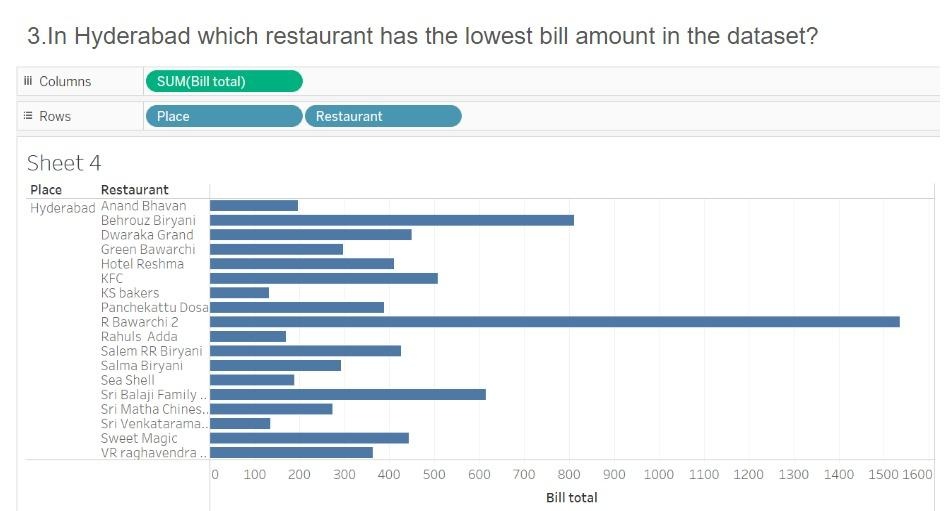 3.In Hyderabad which restaurant has the lowest bill amount in the dataset?
Columns SUM(Bill total)
Rows Place Restaurant
Sheet 4
Place Restaurant
Hyderabad Anand Bhavan
Behrouz Biryani
Dwaraka Grand
Green Bawarchi
Hotel Reshma
KFC
KS bakers
Panchekattu Dosa
R Bawarchi 2
Rahuls Adda
Salem RR Biryani
Salma Biryani
Sea Shell
Sri Balaji Family ..
Sri Matha Chines..
Sri Venkatarama..
Sweet Magic
VR raghavendra ..
0 100 200 300 400 500 600 700 800 900 1000 1100 1200 1300 1400 1500 1600
Bill total